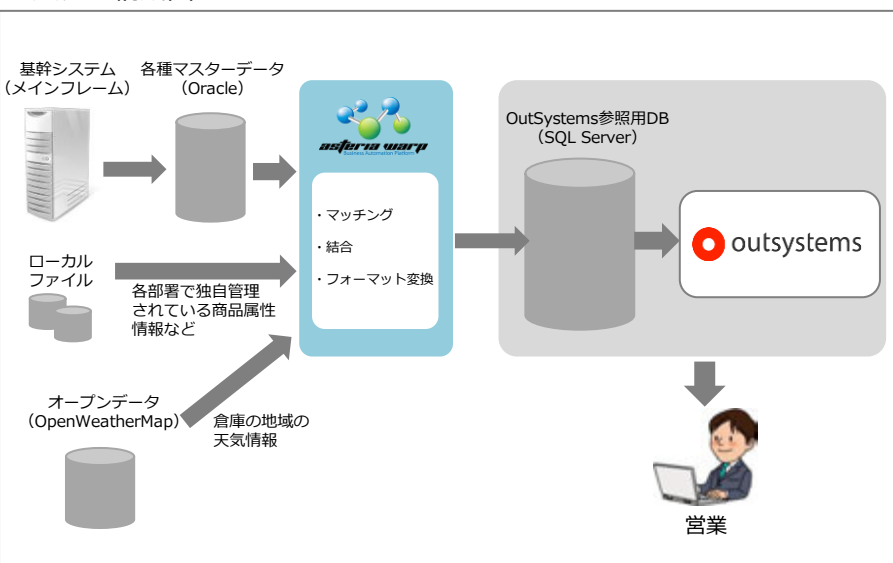 基幹システム
（メインフレーム）
各種マスターデータ
（Oracle）
asteria warp
Business Automation Platform
・マッチング
・結合
・フォーマット変換
OutSystems参照用DB
（SQL Server）
outsystems
ローカル
ファイル
各部署で独自管理
されている商品属性
情報など
オープンデータ
（OpenWeatherMap）
倉庫の地域の
天気情報
営業